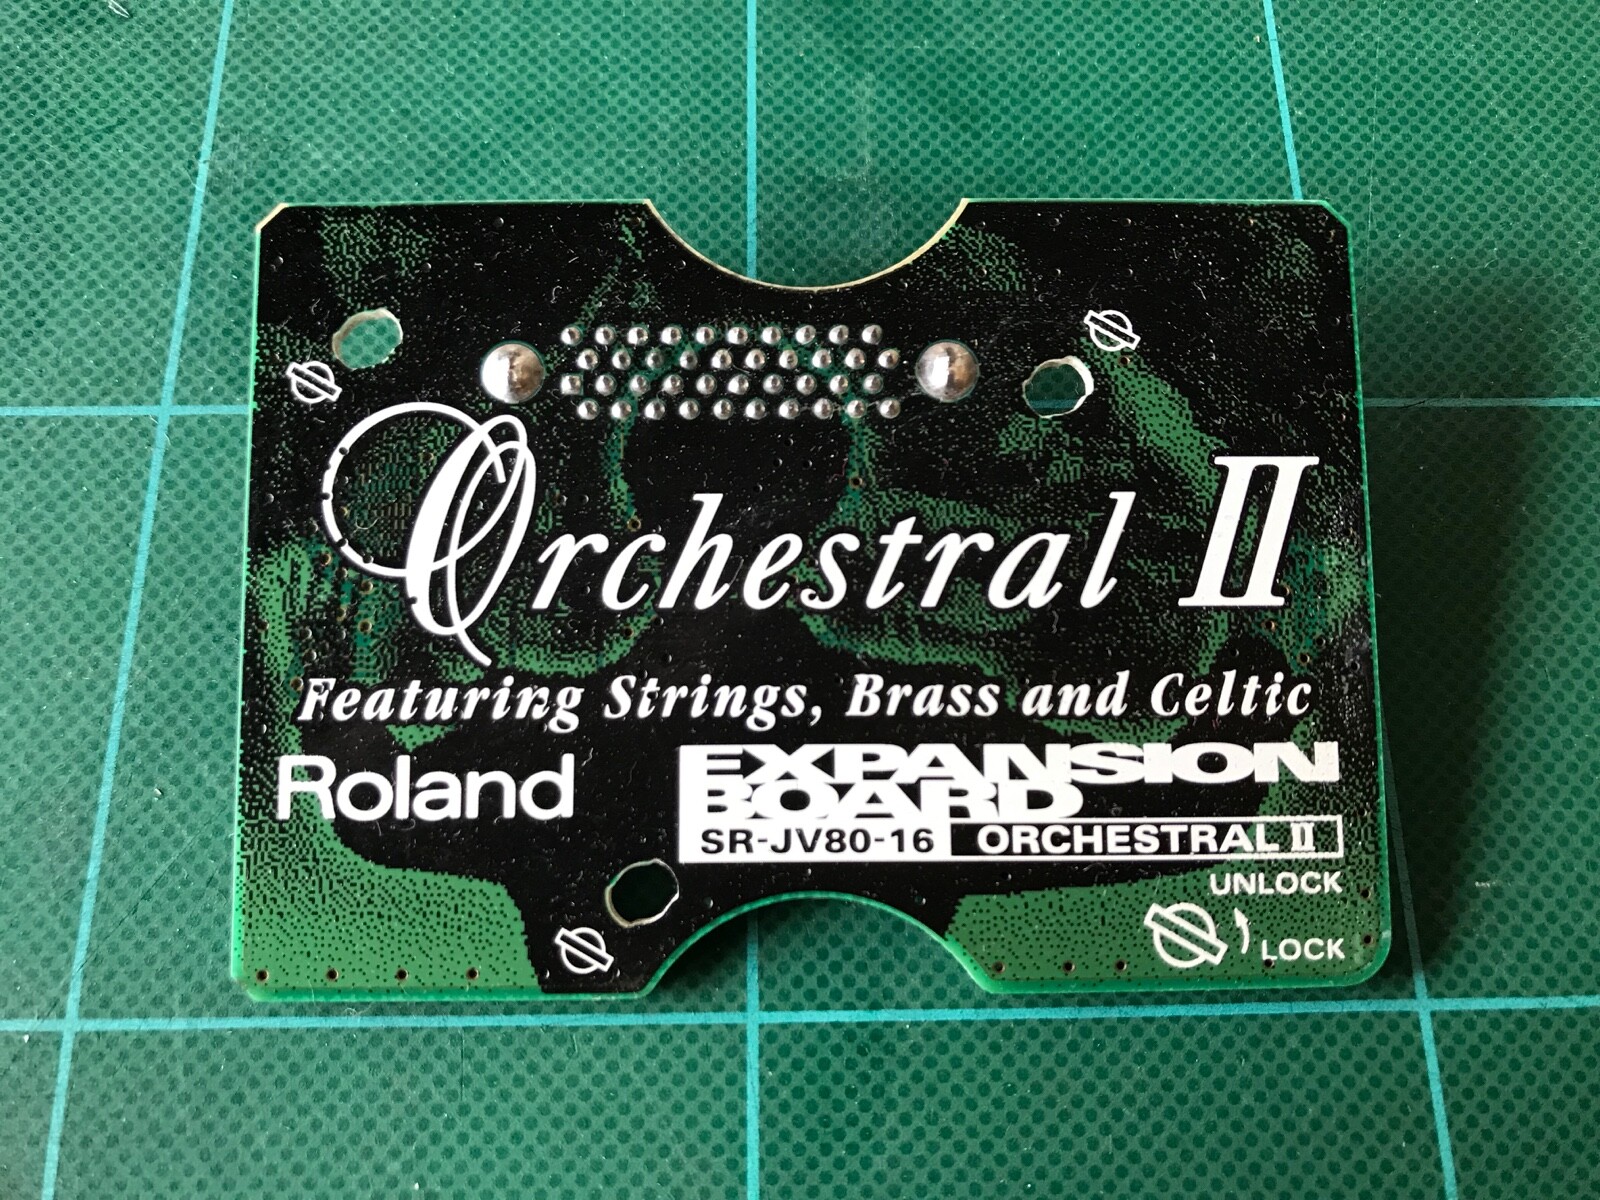 Orchestral II
Featuring Strings, Brass and Celtic
Roland
EXPANSION
BOARD
SR-JV80-16 ORCHESTRAL II
UNLOCK
LOCK